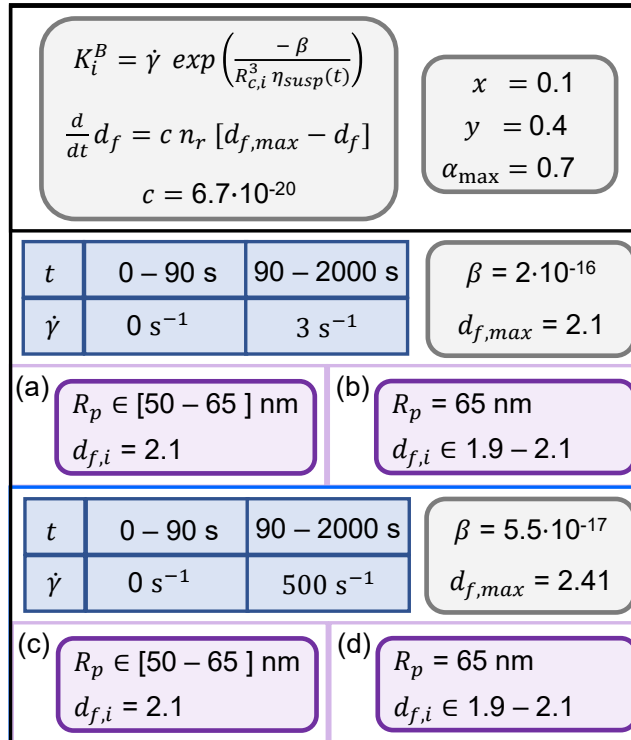 K_i^B = γ̇ exp(−β / (R_{c,i}^3 η_{susp}(t)))
d/dt d_f = c n_r [d_{f,max} − d_f]
c = 6.7·10^{-20}
x = 0.1
y = 0.4
α_max = 0.7
t 0 – 90 s 90 – 2000 s
γ̇ 0 s^{−1} 3 s^{−1}
β = 2·10^{-16}
d_{f,max} = 2.1
(a)
R_p ∈ [50 – 65 ] nm
d_{f,i} = 2.1
(b)
R_p = 65 nm
d_{f,i} ∈ 1.9 – 2.1
t 0 – 90 s 90 – 2000 s
γ̇ 0 s^{−1} 500 s^{−1}
β = 5.5·10^{-17}
d_{f,max} = 2.41
(c)
R_p ∈ [50 – 65 ] nm
d_{f,i} = 2.1
(d)
R_p = 65 nm
d_{f,i} ∈ 1.9 – 2.1